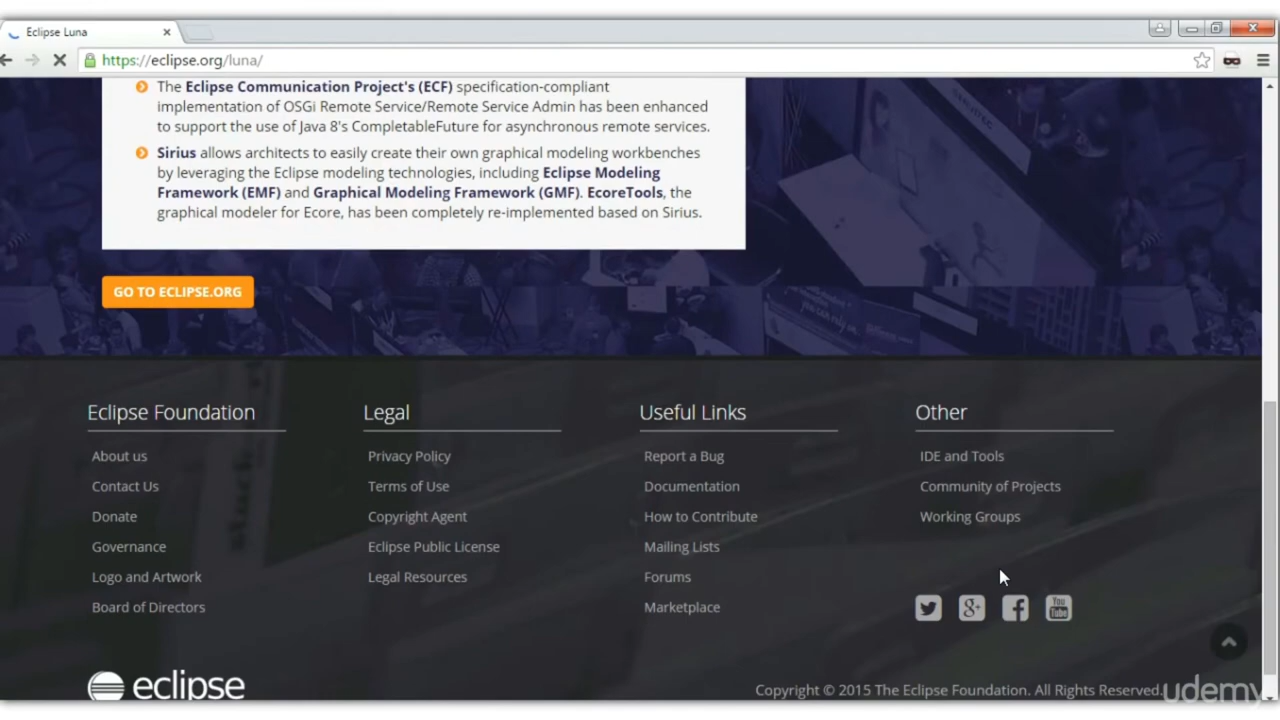 Eclipse Luna
https://eclipse.org/luna/
The Eclipse Communication Project's (ECF) specification-compliant
implementation of OSGi Remote Service/Remote Service Admin has been enhanced
to support the use of Java 8's CompletableFuture for asynchronous remote services.
Sirius allows architects to easily create their own graphical modeling workbenches
by leveraging the Eclipse modeling technologies, including Eclipse Modeling
Framework (EMF) and Graphical Modeling Framework (GMF). EcoreTools, the
graphical modeler for Ecore, has been completely re-implemented based on Sirius.
GO TO ECLIPSE.ORG
Eclipse Foundation
About us
Contact Us
Donate
Governance
Logo and Artwork
Board of Directors
Legal
Privacy Policy
Terms of Use
Copyright Agent
Eclipse Public License
Legal Resources
Useful Links
Report a Bug
Documentation
How to Contribute
Mailing Lists
Forums
Marketplace
Other
IDE and Tools
Community of Projects
Working Groups
You
Tube
eclipse
Copyright © 2015 The Eclipse Foundation. All Rights Reserved.
udemy